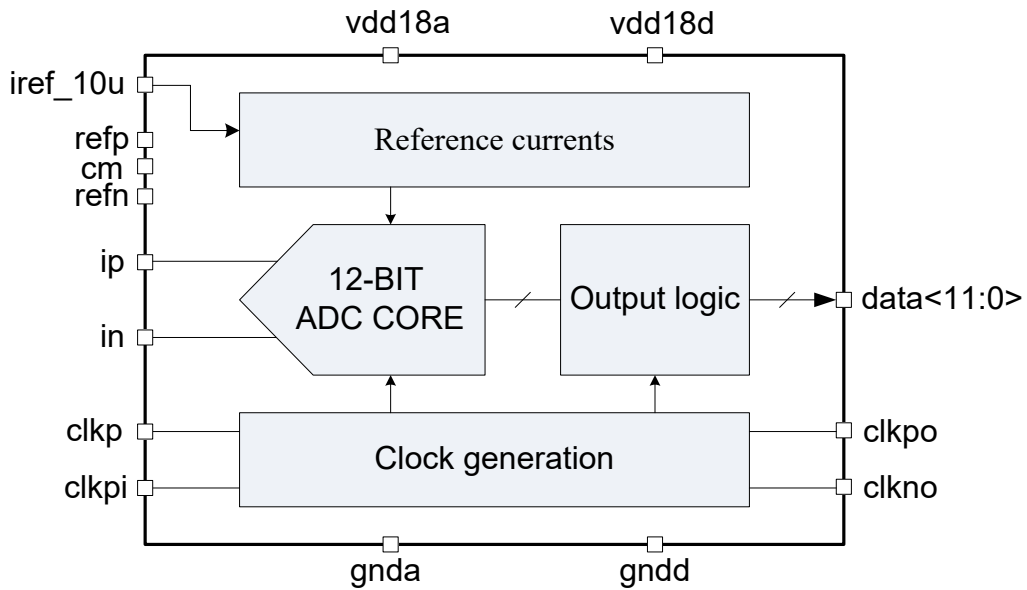 vdd18a
vdd18d
iref_10u
Reference currents
refp
cm
refn
ip
in
12-BIT
ADC CORE
Output logic
data<11:0>
clkp
clkpi
Clock generation
clkpo
clkno
gnda
gndd